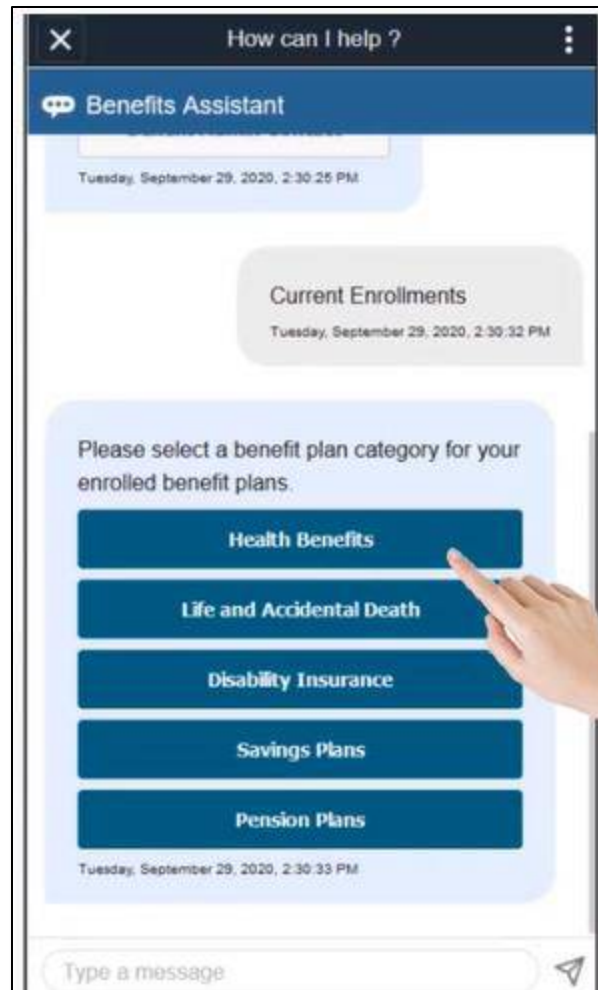 How can I help ?
Benefits Assistant
Tuesday, September 29, 2020, 2:30:25 PM
Current Enrollments
Tuesday, September 29, 2020, 2:30:32 PM
Please select a benefit plan category for your
enrolled benefit plans.
Health Benefits
Life and Accidental Death
Disability Insurance
Savings Plans
Pension Plans
Tuesday, September 29, 2020, 2:30:33 PM
Type a message